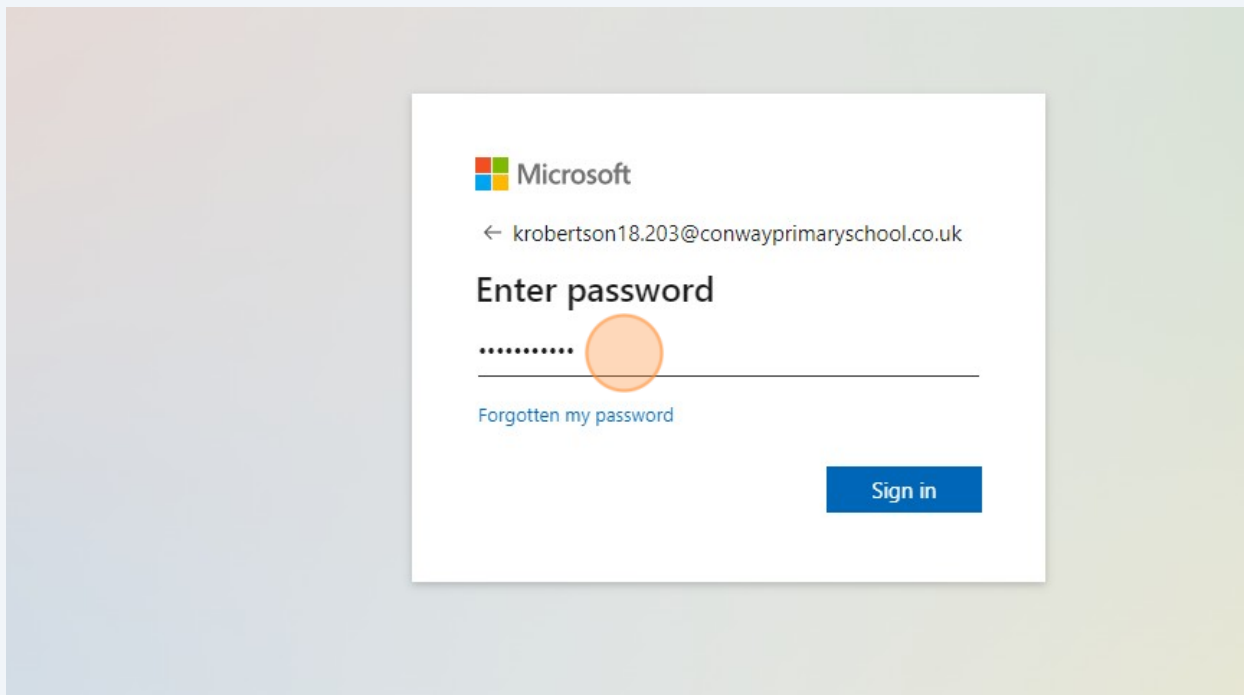 Microsoft
← krobertson18.203@conwayprimaryschool.co.uk
Enter password
•••••••••••
Forgotten my password
Sign in